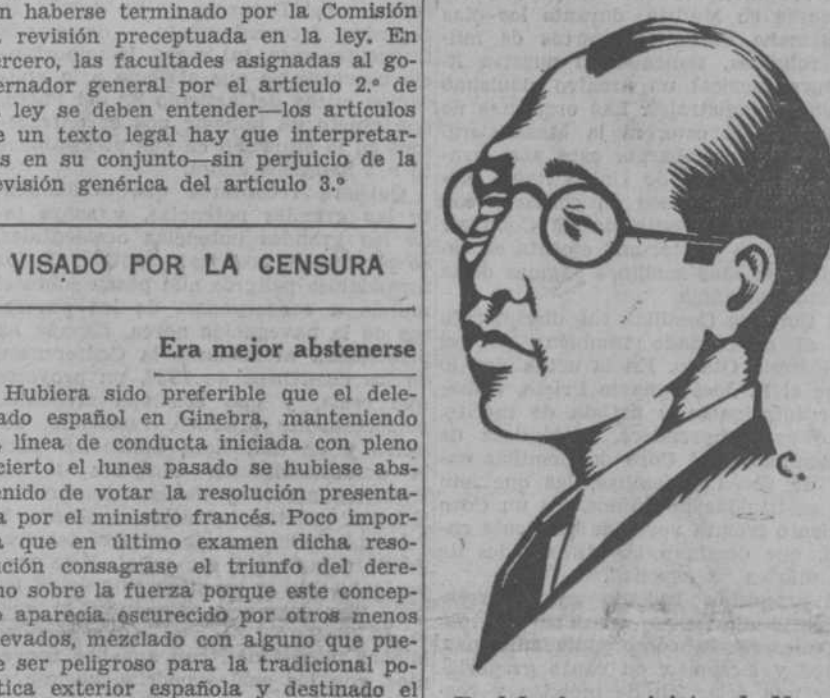 n haberse terminado por la Comisión
revisión preceptuada en la ley. En
ercero, las facultades asignadas al go-
ernador general por el artículo 2.º de
ley se deben entender—los artículos
e un texto legal hay que interpretar-
s en su conjunto—sin perjuicio de la
evisión genérica del artículo 3.º
VISADO POR LA CENSURA
Era mejor abstenerse
Hubiera sido preferible que el dele-
ado español en Ginebra, manteniendo
línea de conducta iniciada con pleno
cierto el lunes pasado se hubiese abs-
enido de votar la resolución presenta-
a por el ministro francés. Poco impor-
a que en último examen dicha reso-
ución consagrase el triunfo del dere-
ho sobre la fuerza porque este concep-
o aparecía oscurecido por otros menos
evados, mezclado con alguno que pue-
e ser peligroso para la tradicional po-
tica exterior española y destinado el
C.